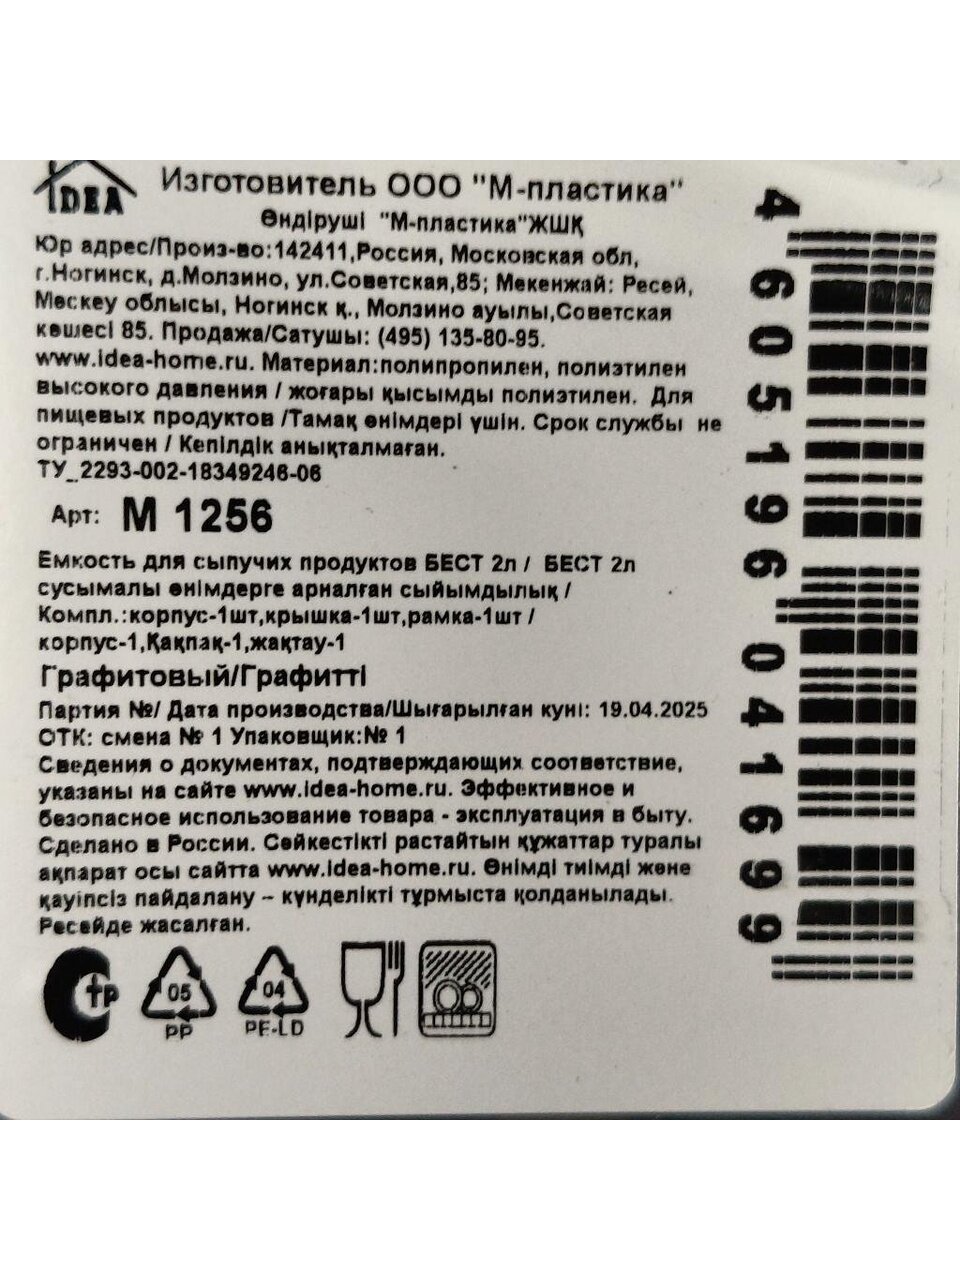 IDEA
Изготовитель ООО "М-пластика"
Өндіруші "М-пластика"ЖШҚ
Юр адрес/Произ-во:142411,Россия, Московская обл,
г.Ногинск, д.Молзино, ул.Советская,85; Мекенжай: Ресей,
Мәскеу облысы, Ногинск қ., Молзино ауылы,Советская
көшесі 85. Продажа/Сатушы: (495) 135-80-95.
www.idea-home.ru. Материал:полипропилен, полиэтилен
высокого давления / жоғары қысымды полиэтилен. Для
пищевых продуктов /Тамақ өнімдері үшін. Срок службы не
ограничен / Кепілдік анықталмаған.
ТУ_2293-002-18349246-06
Арт: М 1256
Емкость для сыпучих продуктов БЕСТ 2л / БЕСТ 2л
сусымалы өнімдерге арналған сыйымдылық /
Компл.:корпус-1шт,крышка-1шт,рамка-1шт /
корпус-1,Қақпақ-1,жақтау-1
Графитовый/Графитті
Партия №/ Дата производства/Шығарылған күні: 19.04.2025
ОТК: смена № 1 Упаковщик:№ 1
Сведения о документах, подтверждающих соответствие,
указаны на сайте www.idea-home.ru. Эффективное и
безопасное использование товара - эксплуатация в быту.
Сделано в России. Сәйкестікті растайтын құжаттар туралы
ақпарат осы сайтта www.idea-home.ru. Өнімді тиімді және
қауіпсіз пайдалану – күнделікті тұрмыста қолданылады.
Ресейде жасалған.
Стр
05
PP
04
PE-LD
4 605196 041699